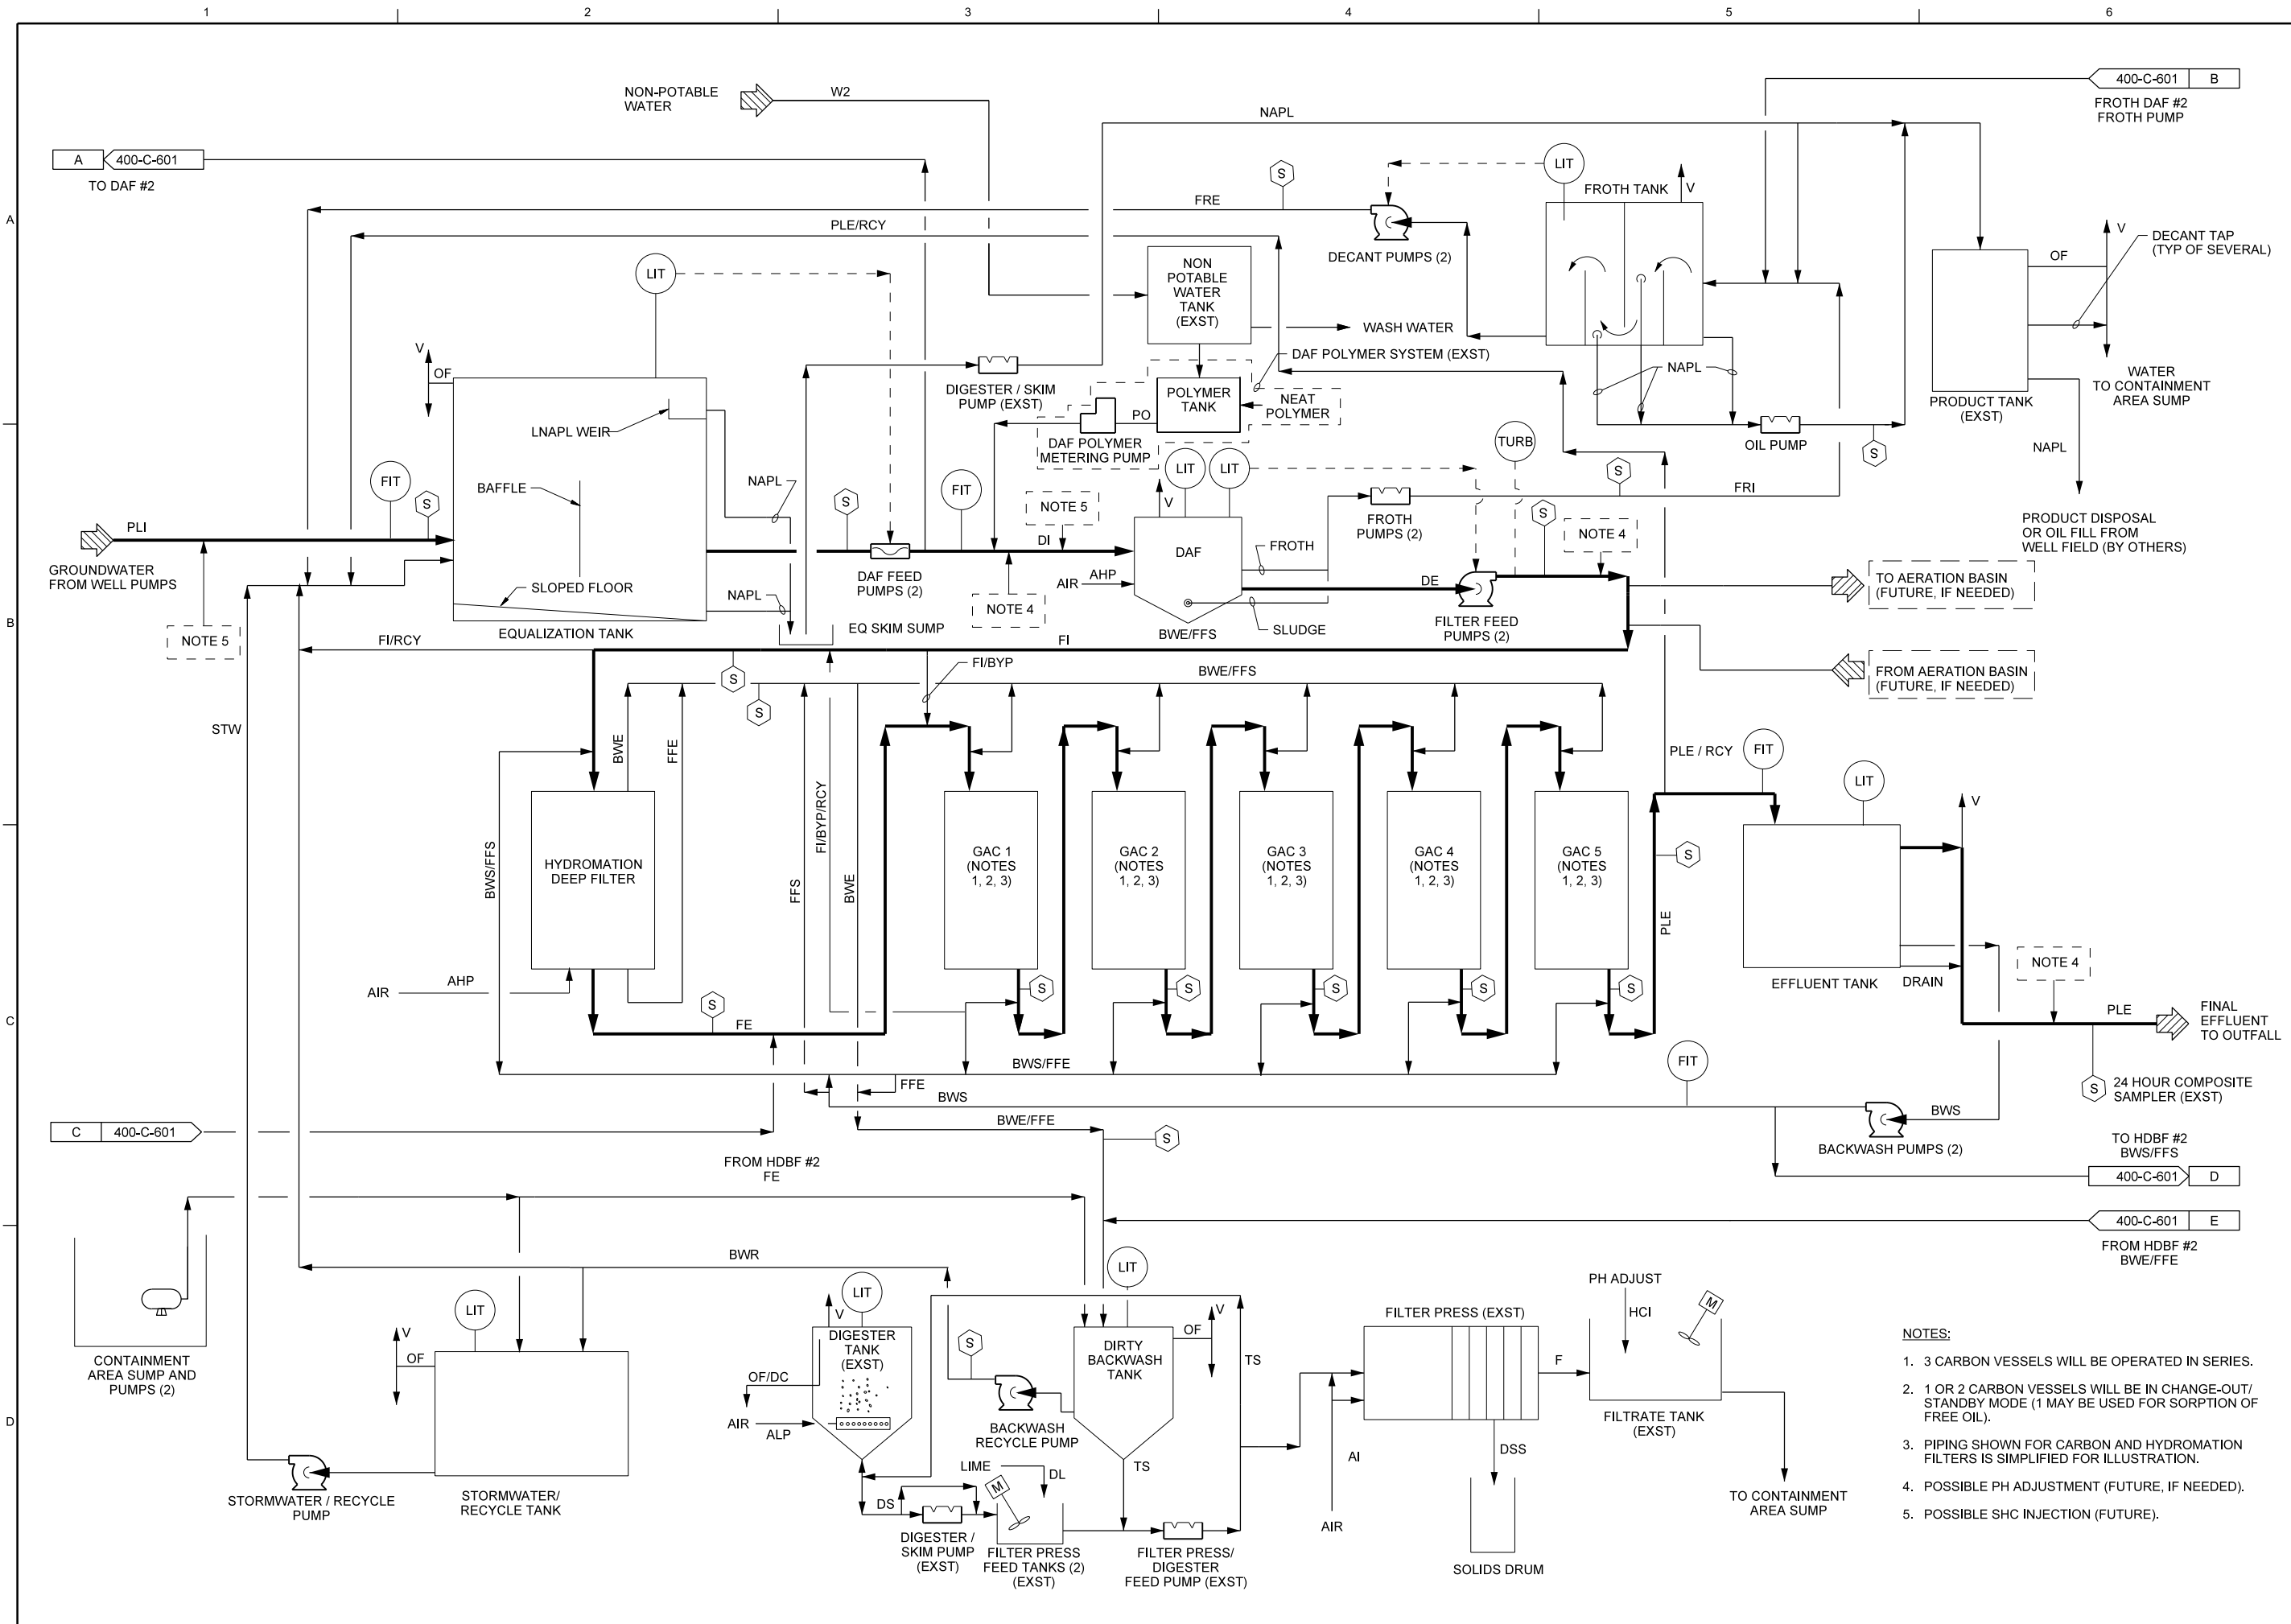 1
2
3
4
5
6
A
B
C
D
NON-POTABLE
WATER
W2
NAPL
400-C-601 B
FROTH DAF #2
FROTH PUMP
A 400-C-601
TO DAF #2
S
FRE
PLE/RCY
LIT
FROTH TANK
V
DECANT PUMPS (2)
NON
POTABLE
WATER
TANK
(EXST)
WASH WATER
DAF POLYMER SYSTEM (EXST)
NAPL
OF
V
DECANT TAP
(TYP OF SEVERAL)
WATER
TO CONTAINMENT
AREA SUMP
PRODUCT TANK
(EXST)
NAPL
PRODUCT DISPOSAL
OR OIL FILL FROM
WELL FIELD (BY OTHERS)
LIT
V
OF
LNAPL WEIR
BAFFLE
SLOPED FLOOR
EQUALIZATION TANK
FIT
S
PLI
GROUNDWATER
FROM WELL PUMPS
NOTE 5
DIGESTER / SKIM
PUMP (EXST)
POLYMER
TANK
NEAT
POLYMER
PO
DAF POLYMER
METERING PUMP
NAPL
NAPL
EQ SKIM SUMP
S
FIT
DAF FEED
PUMPS (2)
NOTE 5
DI
NOTE 4
LIT
LIT
V
DAF
AIR
AHP
BWE/FFS
FROTH
SLUDGE
TURB
FROTH
PUMPS (2)
OIL PUMP
S
S
FRI
S
NOTE 4
DE
FILTER FEED
PUMPS (2)
TO AERATION BASIN
(FUTURE, IF NEEDED)
FROM AERATION BASIN
(FUTURE, IF NEEDED)
FI/RCY
FI
S
S
FI/BYP
BWE/FFS
STW
BWE
FFE
BWS/FFS
FFS
FI/BYP/RCY
BWE
HYDROMATION
DEEP FILTER
AIR
AHP
S
FE
GAC 1
(NOTES
1, 2, 3)
GAC 2
(NOTES
1, 2, 3)
GAC 3
(NOTES
1, 2, 3)
GAC 4
(NOTES
1, 2, 3)
GAC 5
(NOTES
1, 2, 3)
S
S
S
S
S
PLE / RCY
FIT
LIT
S
PLE
V
EFFLUENT TANK
DRAIN
NOTE 4
PLE
FINAL
EFFLUENT
TO OUTFALL
S
24 HOUR COMPOSITE
SAMPLER (EXST)
BWS/FFE
FFE
BWS
FIT
BWS
BACKWASH PUMPS (2)
C 400-C-601
FROM HDBF #2
FE
BWE/FFE
S
TO HDBF #2
BWS/FFS
400-C-601 D
400-C-601 E
FROM HDBF #2
BWE/FFE
CONTAINMENT
AREA SUMP AND
PUMPS (2)
BWR
LIT
V
OF
STORMWATER/
RECYCLE TANK
STORMWATER / RECYCLE
PUMP
LIT
V
DIGESTER
TANK
(EXST)
OF/DC
AIR
ALP
DS
DIGESTER /
SKIM PUMP
(EXST)
S
BACKWASH
RECYCLE PUMP
LIME
DL
M
FILTER PRESS
FEED TANKS (2)
(EXST)
LIT
DIRTY
BACKWASH
TANK
OF
V
TS
TS
FILTER PRESS/
DIGESTER
FEED PUMP (EXST)
FILTER PRESS (EXST)
AI
AIR
F
DSS
SOLIDS DRUM
PH ADJUST
HCl
M
FILTRATE TANK
(EXST)
TO CONTAINMENT
AREA SUMP
NOTES:
1. 3 CARBON VESSELS WILL BE OPERATED IN SERIES.
2. 1 OR 2 CARBON VESSELS WILL BE IN CHANGE-OUT/
STANDBY MODE (1 MAY BE USED FOR SORPTION OF
FREE OIL).
3. PIPING SHOWN FOR CARBON AND HYDROMATION
FILTERS IS SIMPLIFIED FOR ILLUSTRATION.
4. POSSIBLE PH ADJUSTMENT (FUTURE, IF NEEDED).
5. POSSIBLE SHC INJECTION (FUTURE).